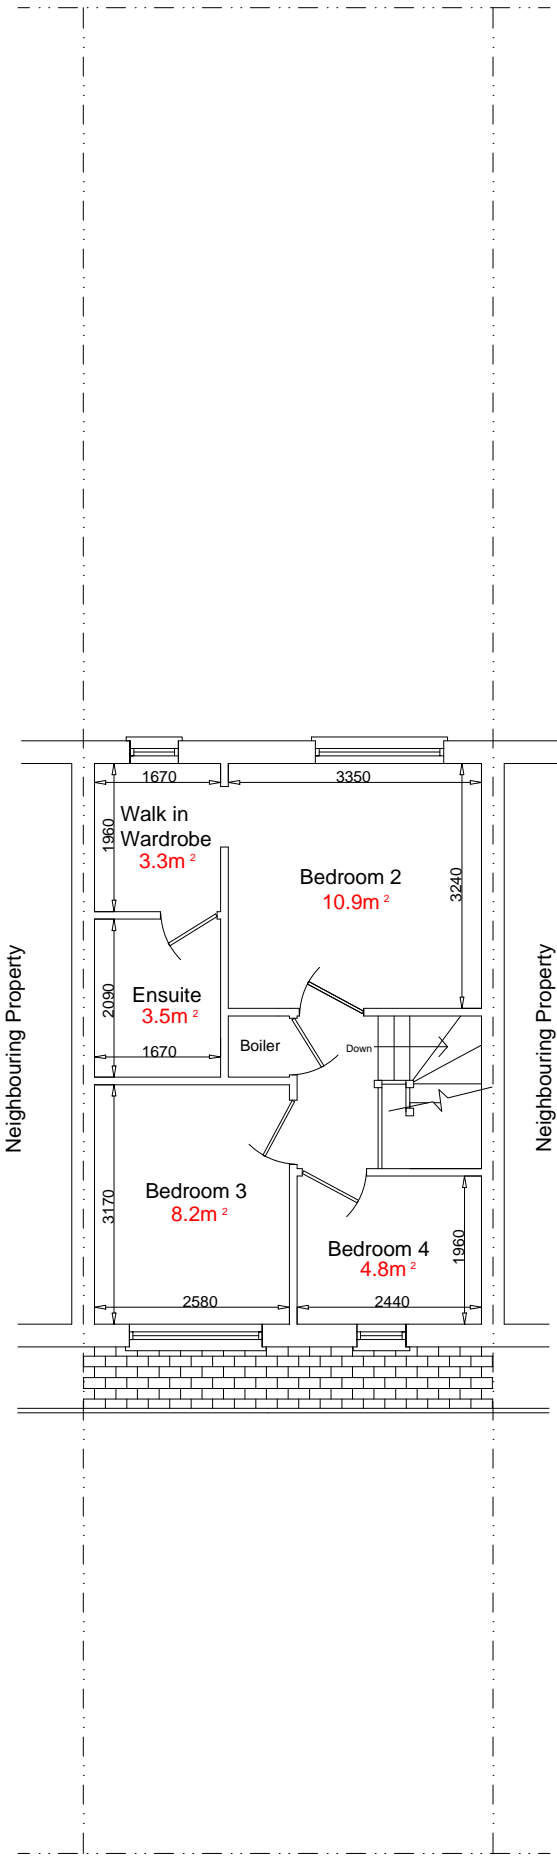 1670
3350
1960
Walk in
Wardrobe
3.3m ²
3240
Bedroom 2
10.9m ²
2090
Ensuite
3.5m ²
1670
Boiler
Down
Neighbouring Property
Neighbouring Property
3170
Bedroom 3
8.2m ²
1960
Bedroom 4
4.8m ²
2580
2440